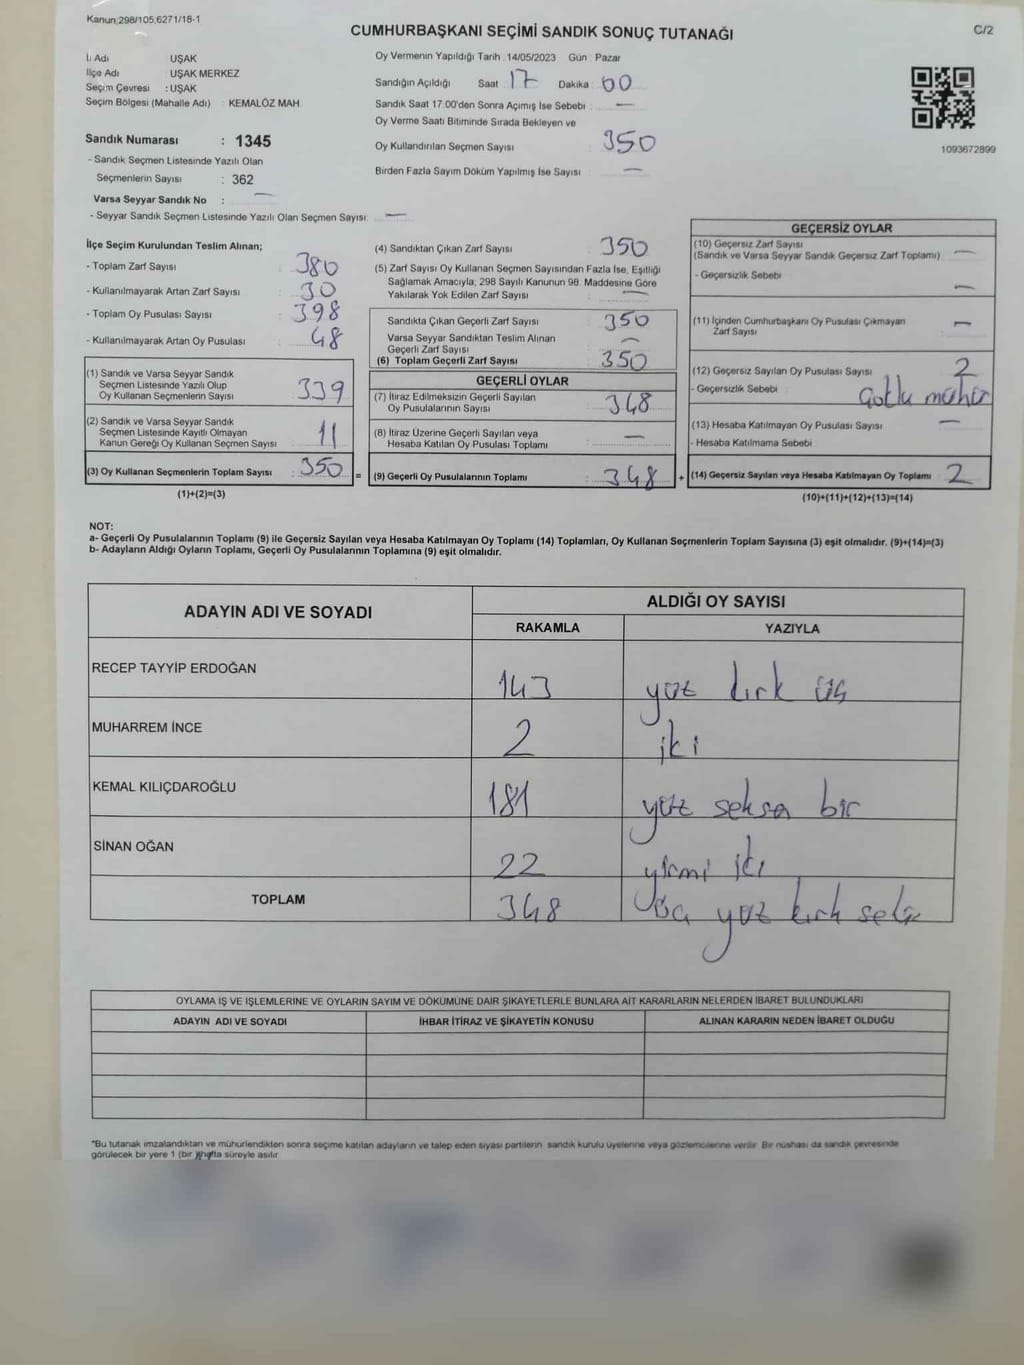 Kanun;298/105,6271/18-1
CUMHURBAŞKANI SEÇİMİ SANDIK SONUÇ TUTANAĞI
C/2
İl Adı UŞAK
İlçe Adı UŞAK MERKEZ
Seçim Çevresi : UŞAK
Seçim Bölgesi (Mahalle Adı) KEMALÖZ MAH.
Sandık Numarası : 1345
- Sandık Seçmen Listesinde Yazılı Olan
Seçmenlerin Sayısı : 362
Varsa Seyyar Sandık No : —
- Seyyar Sandık Seçmen Listesinde Yazılı Olan Seçmen Sayısı: —
Oy Vermenin Yapıldığı Tarih : 14/05/2023 Gün : Pazar
Sandığın Açıldığı Saat 17 Dakika : 00
Sandık Saat 17:00'den Sonra Açımış İse Sebebi : —
Oy Verme Saati Bitiminde Sırada Bekleyen ve
Oy Kullandırılan Seçmen Sayısı : 350
Birden Fazla Sayım Döküm Yapılmış İse Sayısı : —
1093672899
İlçe Seçim Kurulundan Teslim Alınan;
- Toplam Zarf Sayısı : 380
- Kullanılmayarak Artan Zarf Sayısı : 30
- Toplam Oy Pusulası Sayısı : 398
- Kullanılmayarak Artan Oy Pusulası : 48
(1) Sandık ve Varsa Seyyar Sandık
Seçmen Listesinde Yazılı Olup
Oy Kullanan Seçmenlerin Sayısı : 339
(2) Sandık ve Varsa Seyyar Sandık
Seçmen Listesinde Kayıtlı Olmayan
Kanun Gereği Oy Kullanan Seçmen Sayısı : 11
(3) Oy Kullanan Seçmenlerin Toplam Sayısı : 350
(1)+(2)=(3)
(4) Sandıktan Çıkan Zarf Sayısı : 350
(5) Zarf Sayısı Oy Kullanan Seçmen Sayısından Fazla İse, Eşitliği
Sağlamak Amacıyla, 298 Sayılı Kanunun 98. Maddesine Göre
Yakılarak Yok Edilen Zarf Sayısı : —
Sandıkta Çıkan Geçerli Zarf Sayısı : 350
Varsa Seyyar Sandıktan Teslim Alınan
Geçerli Zarf Sayısı : —
(6) Toplam Geçerli Zarf Sayısı : 350
GEÇERLİ OYLAR
(7) İtiraz Edilmeksizin Geçerli Sayılan
Oy Pusulalarının Sayısı : 348
(8) İtiraz Üzerine Geçerli Sayılan veya
Hesaba Katılan Oy Pusulası Toplamı : —
= (9) Geçerli Oy Pusulalarının Toplamı : 348
GEÇERSİZ OYLAR
(10) Geçersiz Zarf Sayısı
(Sandık ve Varsa Seyyar Sandık Geçersiz Zarf Toplamı) : —
- Geçersizlik Sebebi : —
(11) İçinden Cumhurbaşkanı Oy Pusulası Çıkmayan
Zarf Sayısı : —
(12) Geçersiz Sayılan Oy Pusulası Sayısı : 2
- Geçersizlik Sebebi : mühür
(13) Hesaba Katılmayan Oy Pusulası Sayısı : —
- Hesaba Katılmama Sebebi :
+ (14) Geçersiz Sayılan veya Hesaba Katılmayan Oy Toplamı : 2
(10)+(11)+(12)+(13)=(14)
NOT:
a- Geçerli Oy Pusulalarının Toplamı (9) ile Geçersiz Sayılan veya Hesaba Katılmayan Oy Toplamı (14) Toplamları, Oy Kullanan Seçmenlerin Toplam Sayısına (3) eşit olmalıdır. (9)+(14)=(3)
b- Adayların Aldığı Oyların Toplamı, Geçerli Oy Pusulalarının Toplamına (9) eşit olmalıdır.
ADAYIN ADI VE SOYADI ALDIĞI OY SAYISI
RAKAMLA YAZIYLA
RECEP TAYYİP ERDOĞAN 143 yüz kırk üç
MUHARREM İNCE 2 iki
KEMAL KILIÇDAROĞLU 181 yüz seksa bir
SİNAN OĞAN 22 yirmi iki
TOPLAM 348 yüz kırk
OYLAMA İŞ VE İŞLEMLERİNE VE OYLARIN SAYIM VE DÖKÜMÜNE DAİR ŞİKAYETLERLE BUNLARA AİT KARARLARIN NELERDEN İBARET BULUNDUKLARI
ADAYIN ADI VE SOYADI İHBAR İTİRAZ VE ŞİKAYETİN KONUSU ALINAN KARARIN NEDEN İBARET OLDUĞU
*Bu tutanak imzalandıktan ve mühürlendikten sonra seçime katılan adayların ve talep eden siyasi partilerin sandık kurulu üyelerine veya gözlemcilerine verilir. Bir nüshası da sandık çevresinde
görülecek bir yere 1 (bir) hafta süreyle asılır